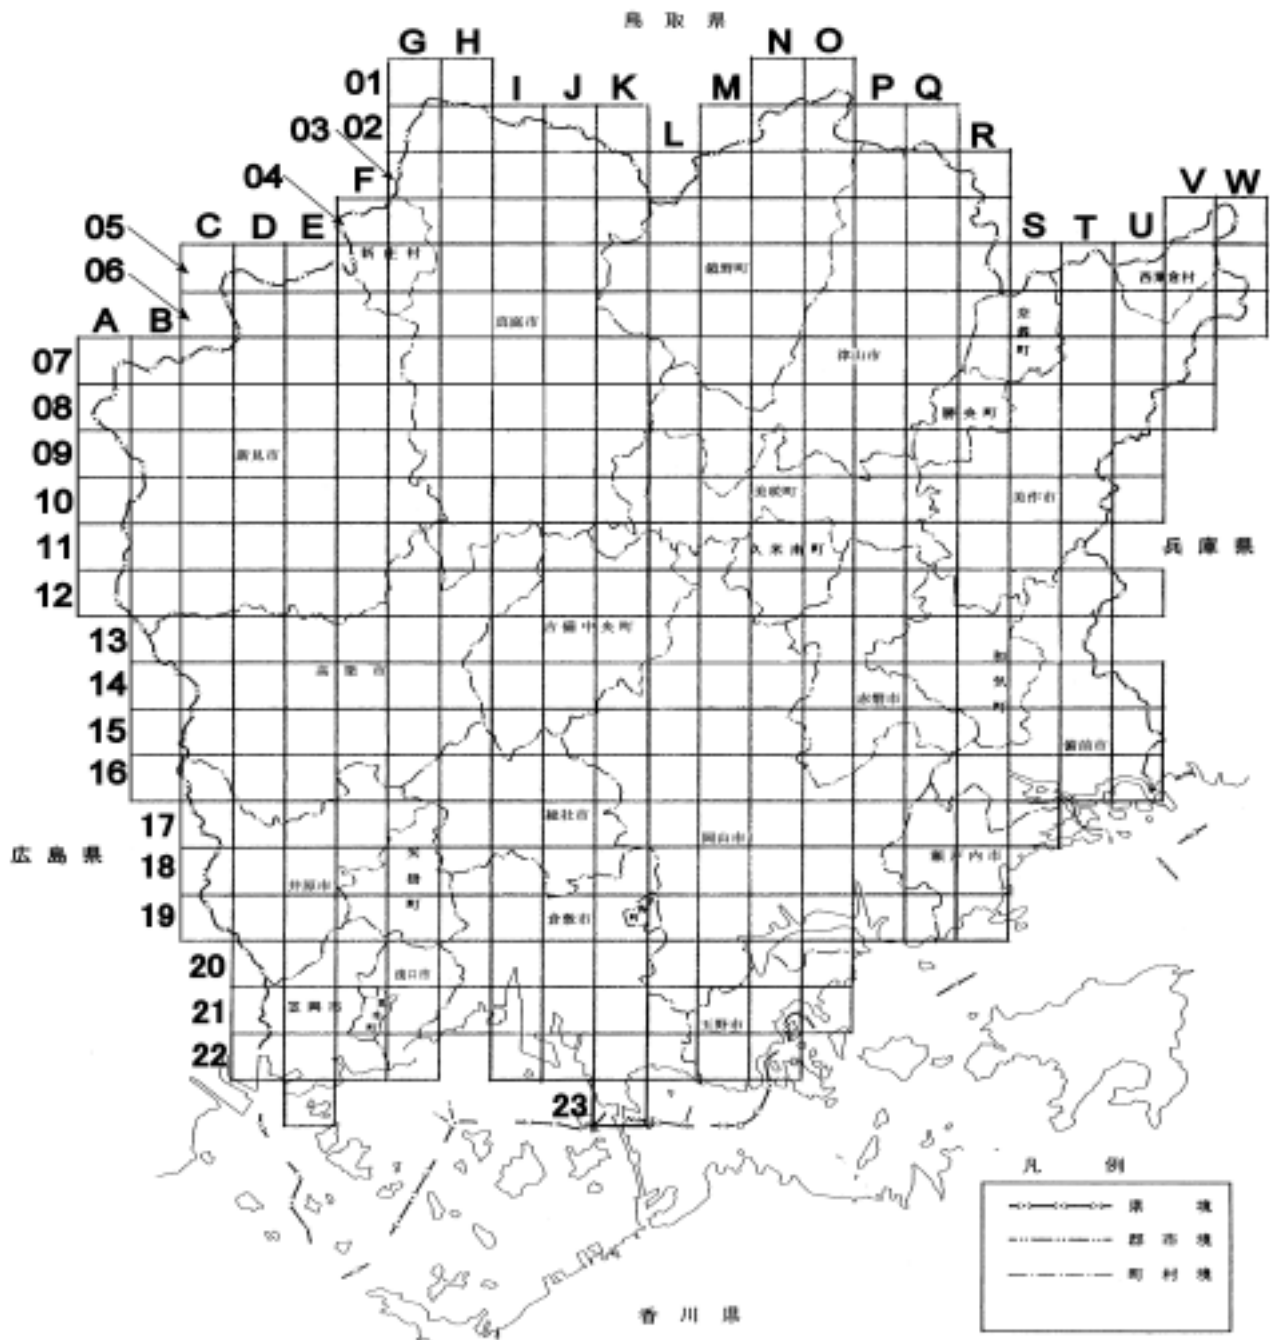 鳥取県
G H N O
01 I J K M P Q
03 02 L R
04 F V W
05 C D E S T U
新庄村 鏡野町 西粟倉村
06
A B 真庭市 奈義町
07 津山市
08 勝央町
09 新見市
10 美咲町 美作市
11 久米南町 兵庫県
12
13 吉備中央町
14 高梁市 赤磐市 和気町
15 備前市
16
17 総社市 岡山市
広島県 18 井原市 矢掛町 瀬戸内市
19 倉敷市
20 浅口市
21 笠岡市 玉野市
22
23
凡例
県境
郡市境
町村境
香川県